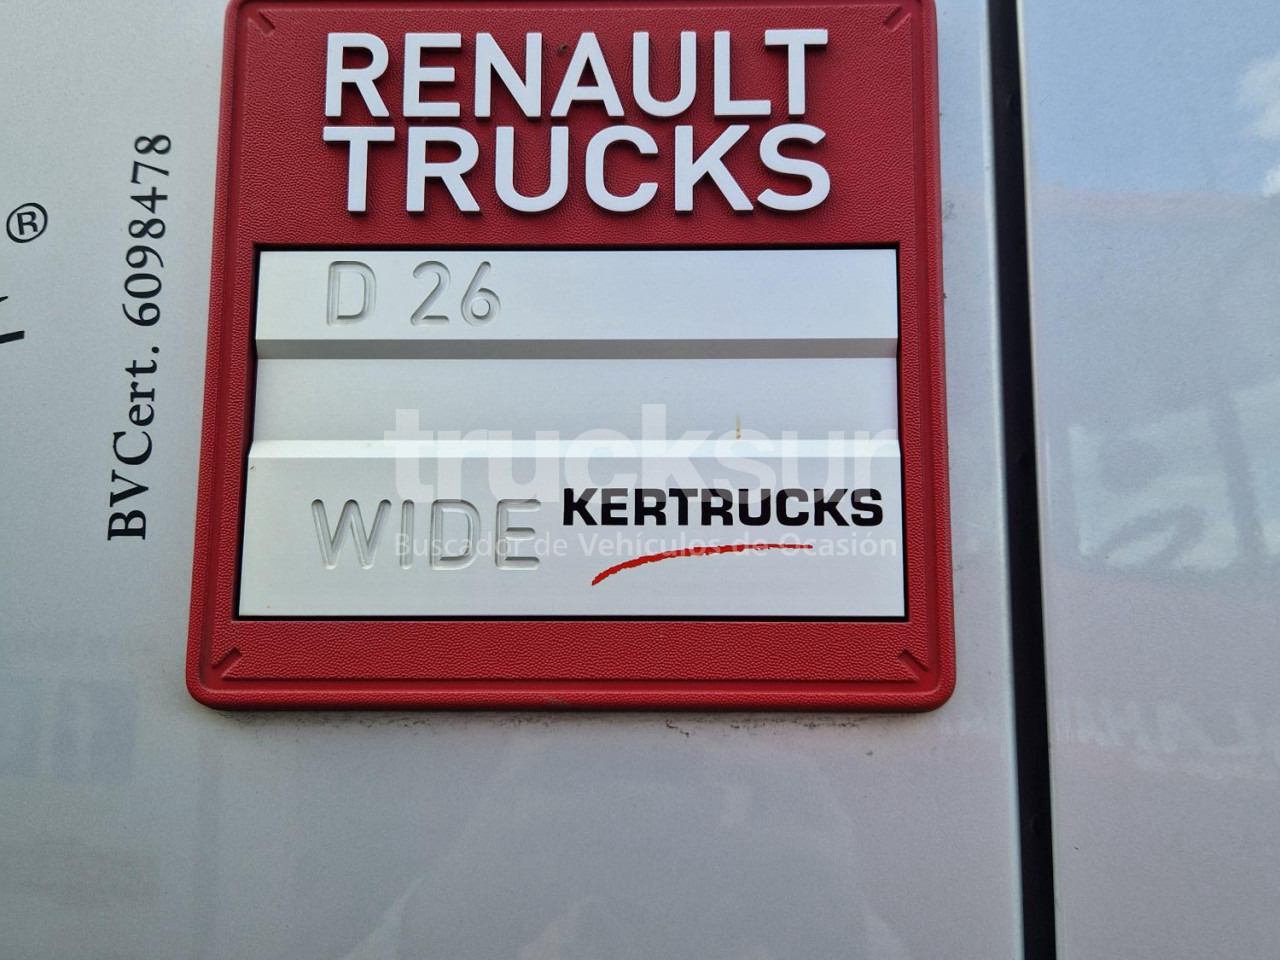 RENAULT
TRUCKS
D 26
WIDE
KERTRUCKS
trucksur
Buscador de Vehículos de Ocasión
BVCert. 6098478
®